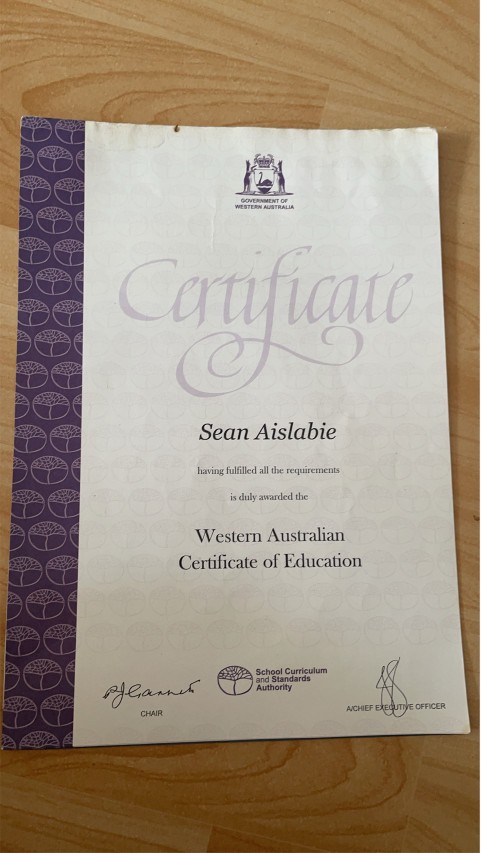 GOVERNMENT OF
WESTERN AUSTRALIA
Certificate
Sean Aislabie
having fulfilled all the requirements
is duly awarded the
Western Australian
Certificate of Education
School Curriculum
and Standards
Authority
CHAIR
A/CHIEF EXECUTIVE OFFICER